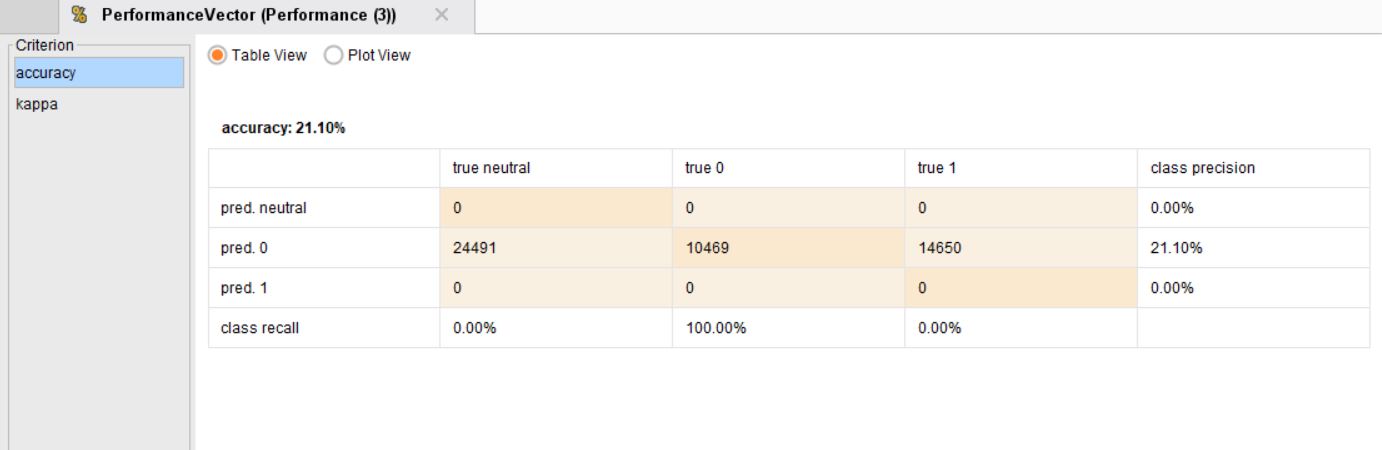 PerformanceVector (Performance (3))
Criterion
accuracy
kappa
Table View Plot View
accuracy: 21.10%
true neutral true 0 true 1 class precision
pred. neutral 0 0 0 0.00%
pred. 0 24491 10469 14650 21.10%
pred. 1 0 0 0 0.00%
class recall 0.00% 100.00% 0.00%